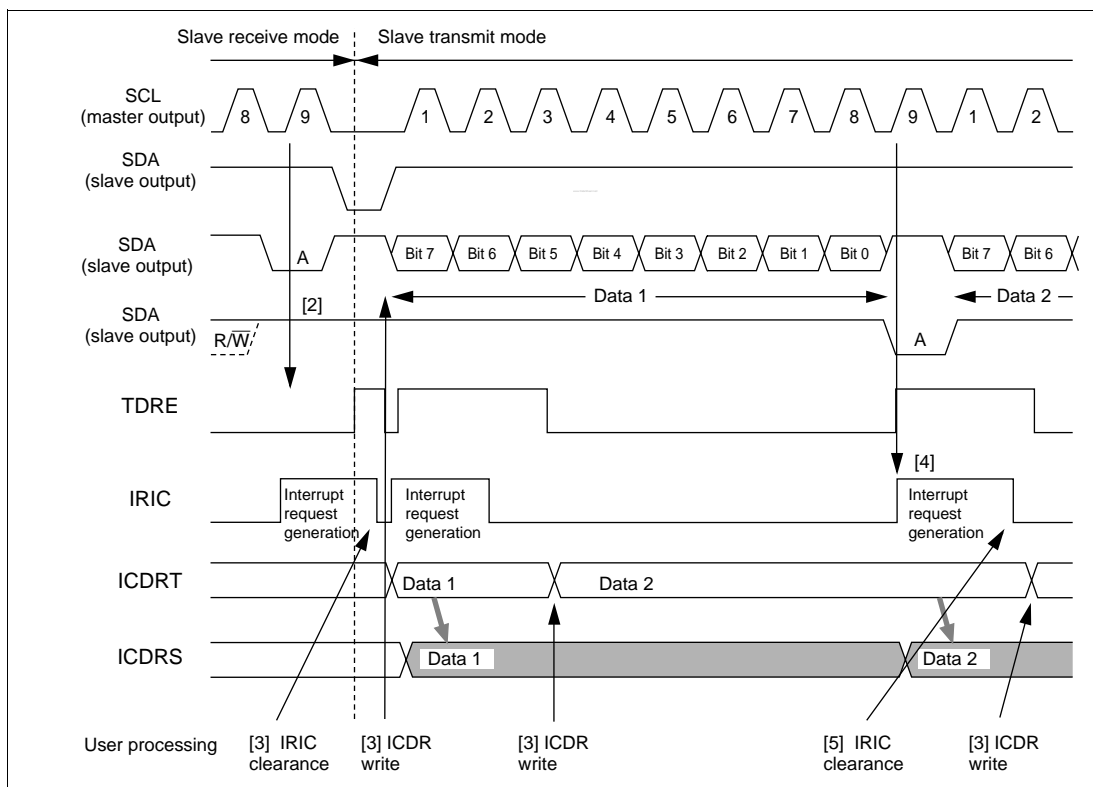 Slave receive mode Slave transmit mode
SCL
(master output)
8 9 1 2 3 4 5 6 7 8 9 1 2
SDA
(slave output)
SDA
(slave output)
A Bit 7 Bit 6 Bit 5 Bit 4 Bit 3 Bit 2 Bit 1 Bit 0 Bit 7 Bit 6
Data 1 Data 2
[2]
SDA
(slave output)
R/W̅ A
TDRE
[4]
IRIC
Interrupt
request
generation
Interrupt
request
generation
Interrupt
request
generation
ICDRT
Data 1 Data 2
ICDRS
Data 1 Data 2
User processing
[3] IRIC
clearance
[3] ICDR
write
[3] ICDR
write
[5] IRIC
clearance
[3] ICDR
write